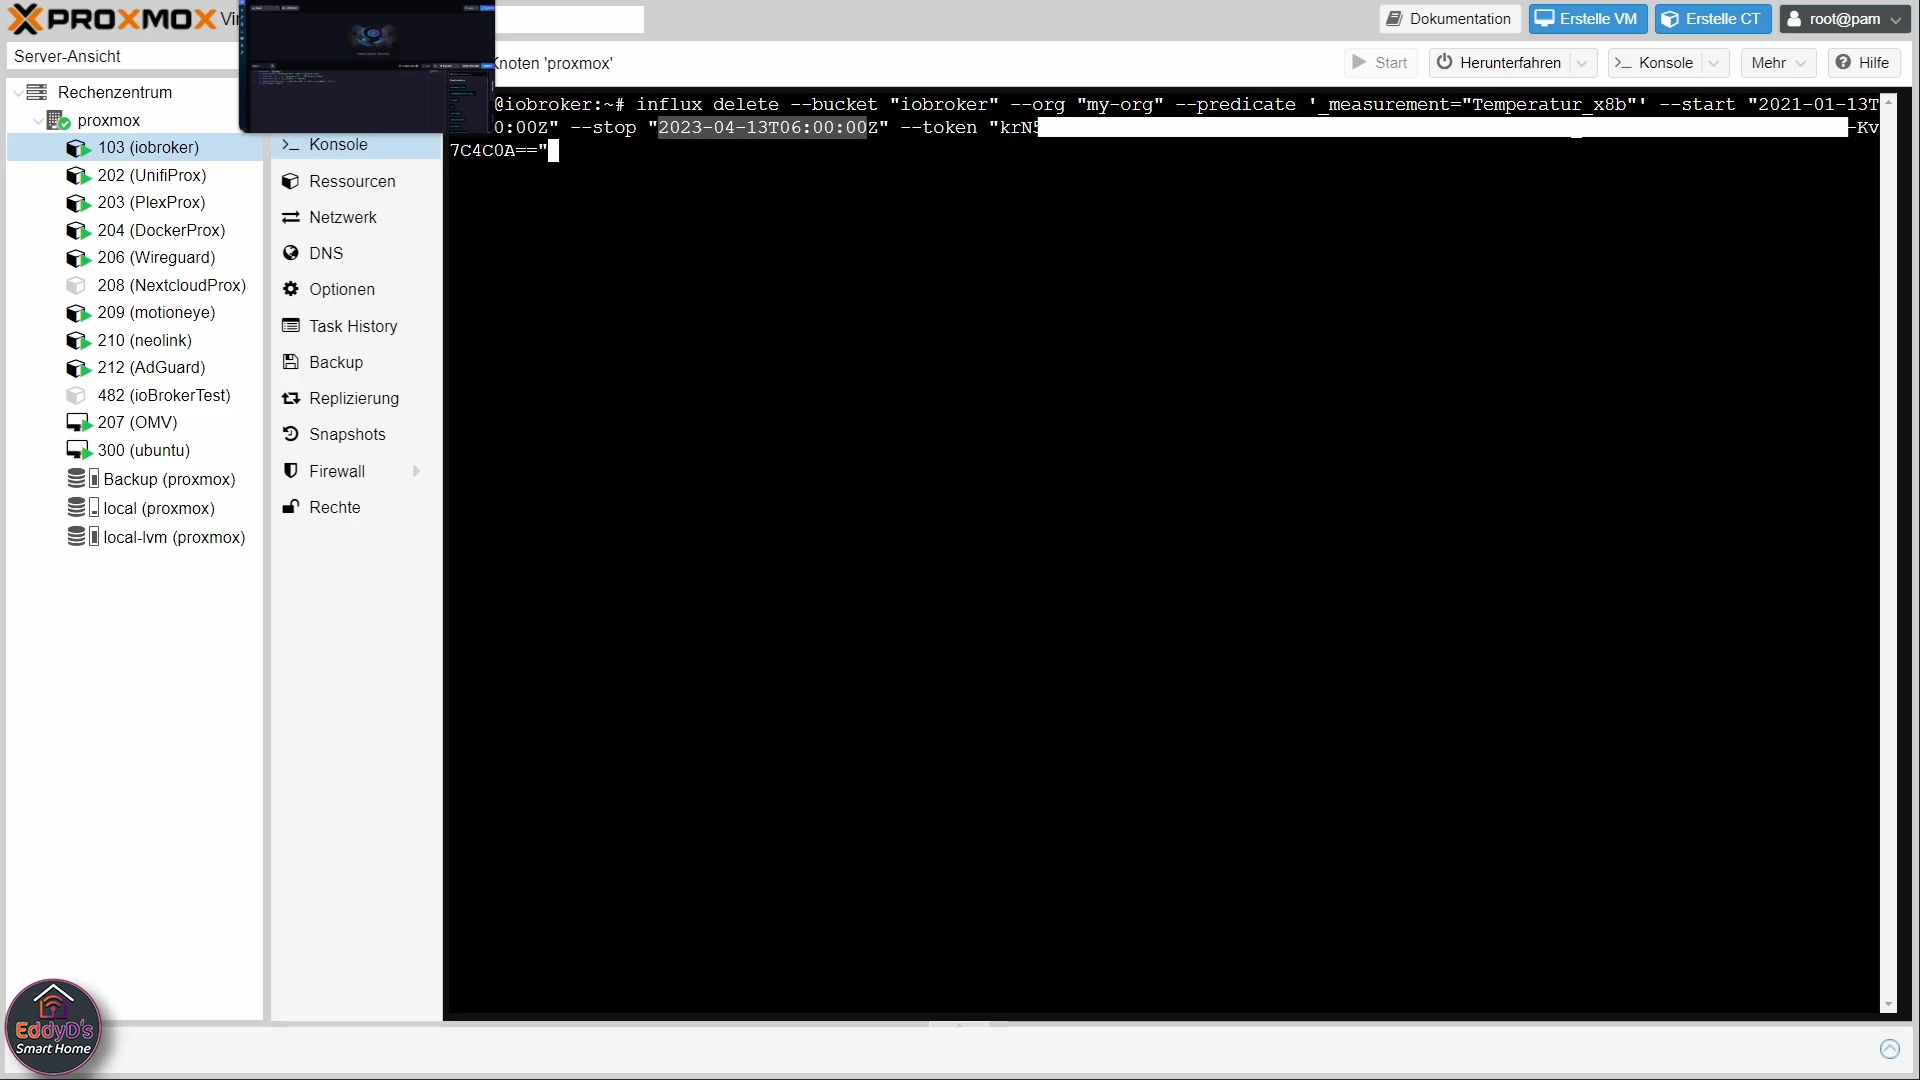 PROXMOX Vi
Dokumentation
Erstelle VM
Erstelle CT
root@pam
Server-Ansicht
Knoten 'proxmox'
Start
Herunterfahren
Konsole
Mehr
Hilfe
Rechenzentrum
proxmox
103 (iobroker)
202 (UnifiProx)
203 (PlexProx)
204 (DockerProx)
206 (Wireguard)
208 (NextcloudProx)
209 (motioneye)
210 (neolink)
212 (AdGuard)
482 (ioBrokerTest)
207 (OMV)
300 (ubuntu)
Backup (proxmox)
local (proxmox)
local-lvm (proxmox)
Konsole
Ressourcen
Netzwerk
DNS
Optionen
Task History
Backup
Replizierung
Snapshots
Firewall
Rechte
@iobroker:~# influx delete --bucket "iobroker" --org "my-org" --predicate '_measurement="Temperatur_x8b"' --start "2021-01-13T
0:00Z" --stop "2023-04-13T06:00:00Z" --token "krN5 -Kv
7C4C0A=="
EddyD's
Smart Home